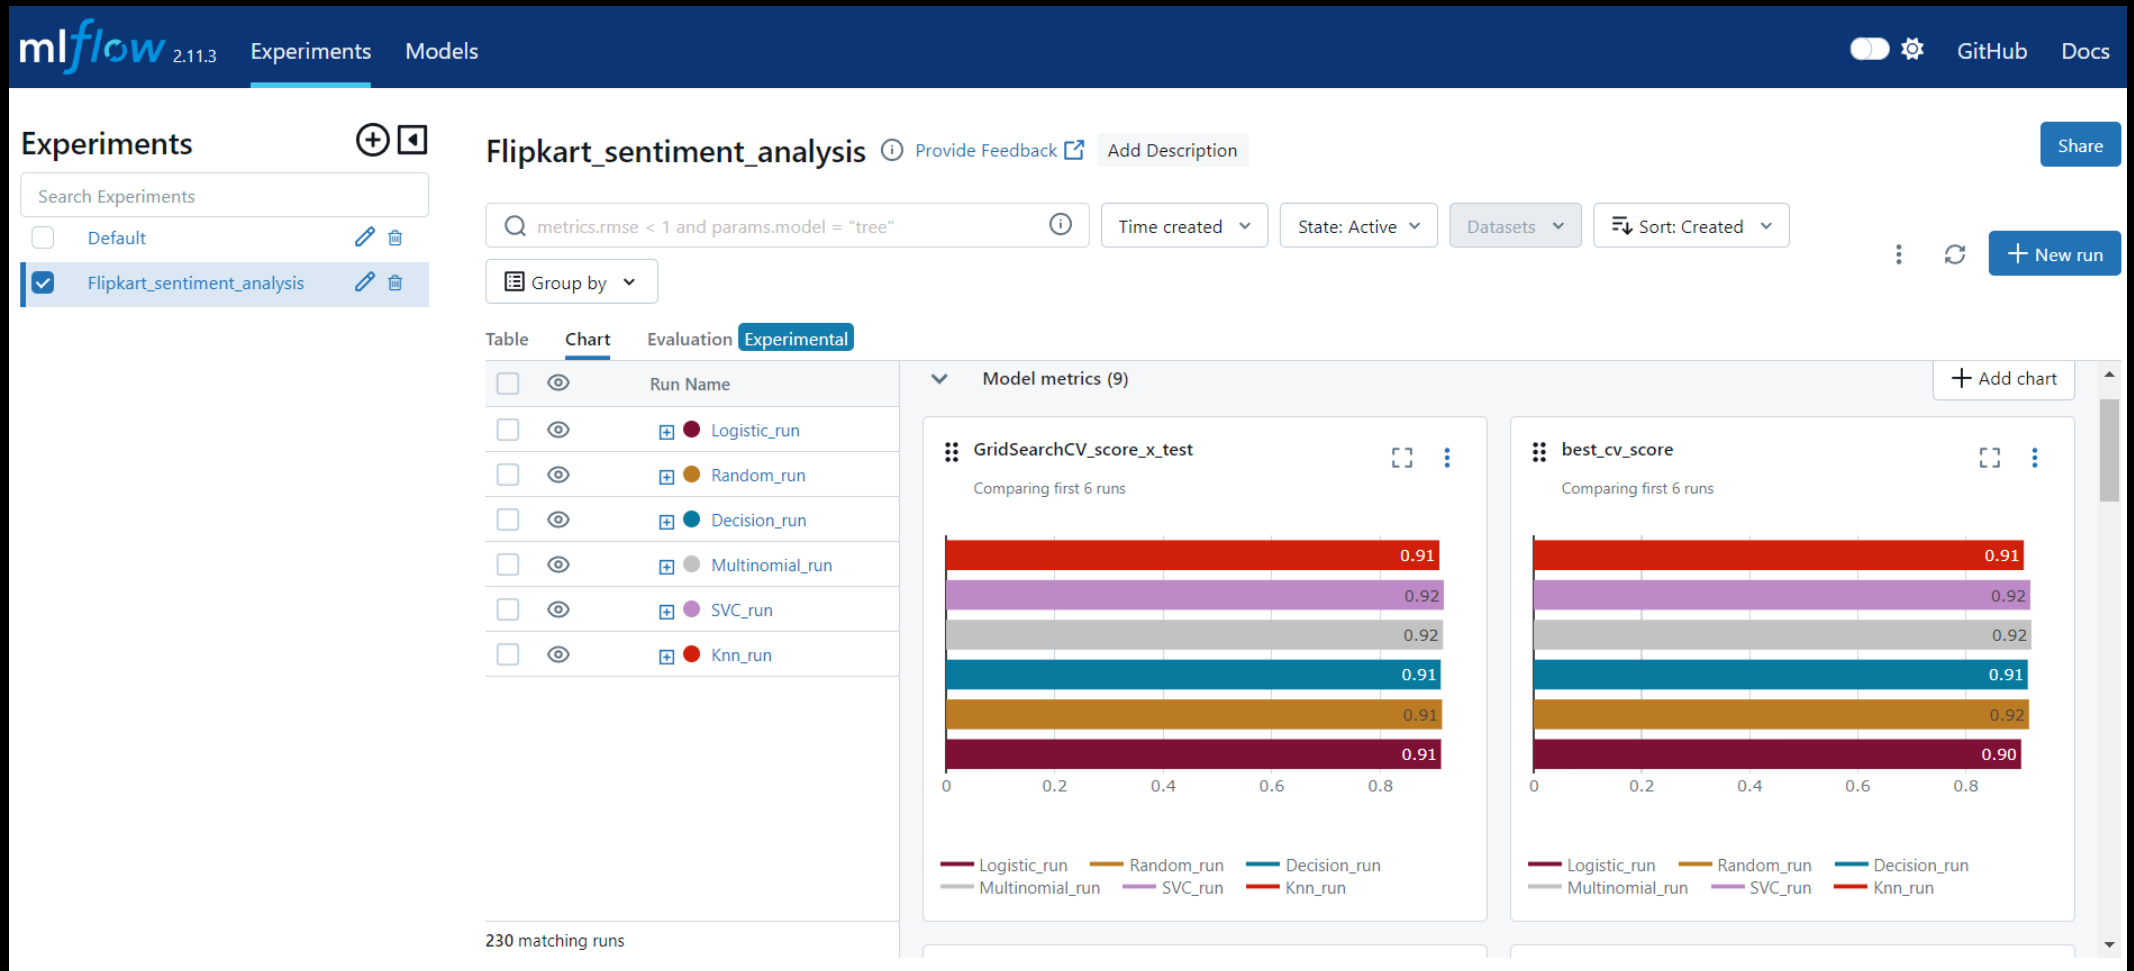 mlflow 2.11.3 Experiments Models GitHub Docs
Experiments
Search Experiments
Default
Flipkart_sentiment_analysis
Flipkart_sentiment_analysis Provide Feedback Add Description Share
metrics.rmse < 1 and params.model = "tree" Time created State: Active Datasets Sort: Created
New run
Group by
Table Chart Evaluation Experimental
Run Name
Logistic_run
Random_run
Decision_run
Multinomial_run
SVC_run
Knn_run
230 matching runs
Model metrics (9) Add chart
GridSearchCV_score_x_test
Comparing first 6 runs
0.91
0.92
0.92
0.91
0.91
0.91
0 0.2 0.4 0.6 0.8
Logistic_run Random_run Decision_run
Multinomial_run SVC_run Knn_run
best_cv_score
Comparing first 6 runs
0.91
0.92
0.92
0.91
0.92
0.90
0 0.2 0.4 0.6 0.8
Logistic_run Random_run Decision_run
Multinomial_run SVC_run Knn_run